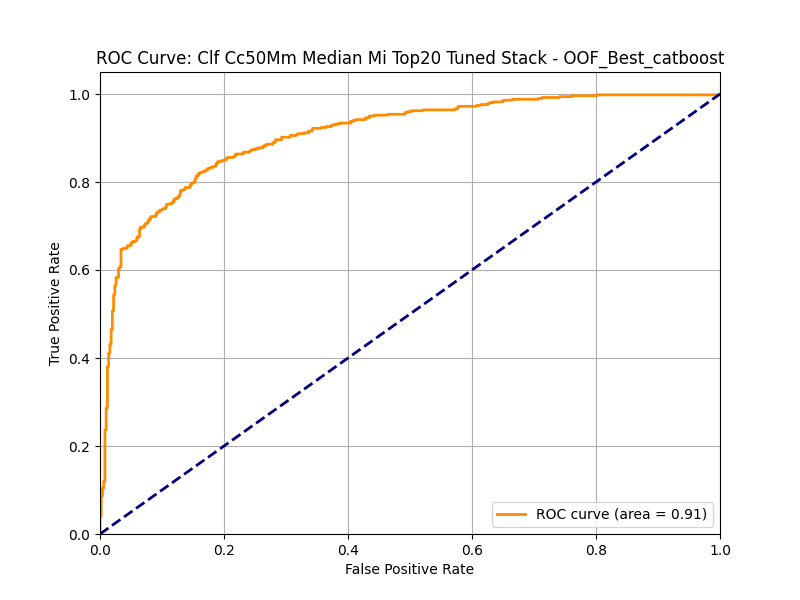 ROC Curve: Clf Cc50Mm Median Mi Top20 Tuned Stack - OOF_Best_catboost
1.0
0.8
0.6
0.4
0.2
0.0
True Positive Rate
ROC curve (area = 0.91)
0.0 0.2 0.4 0.6 0.8 1.0
False Positive Rate